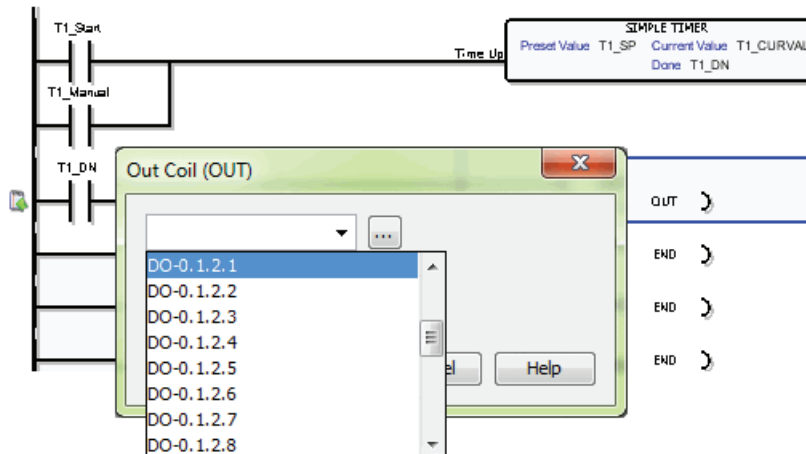 T1_Start
SIMPLE TIMER
Time Up
Preset Value T1_SP Current Value T1_CURVAL
Done T1_DN
T1_Manual
T1_DN
Out Coil (OUT)
OUT
...
DO-0.1.2.1
END
DO-0.1.2.2
DO-0.1.2.3
END
DO-0.1.2.4
DO-0.1.2.5
el
Help
END
DO-0.1.2.6
DO-0.1.2.7
DO-0.1.2.8